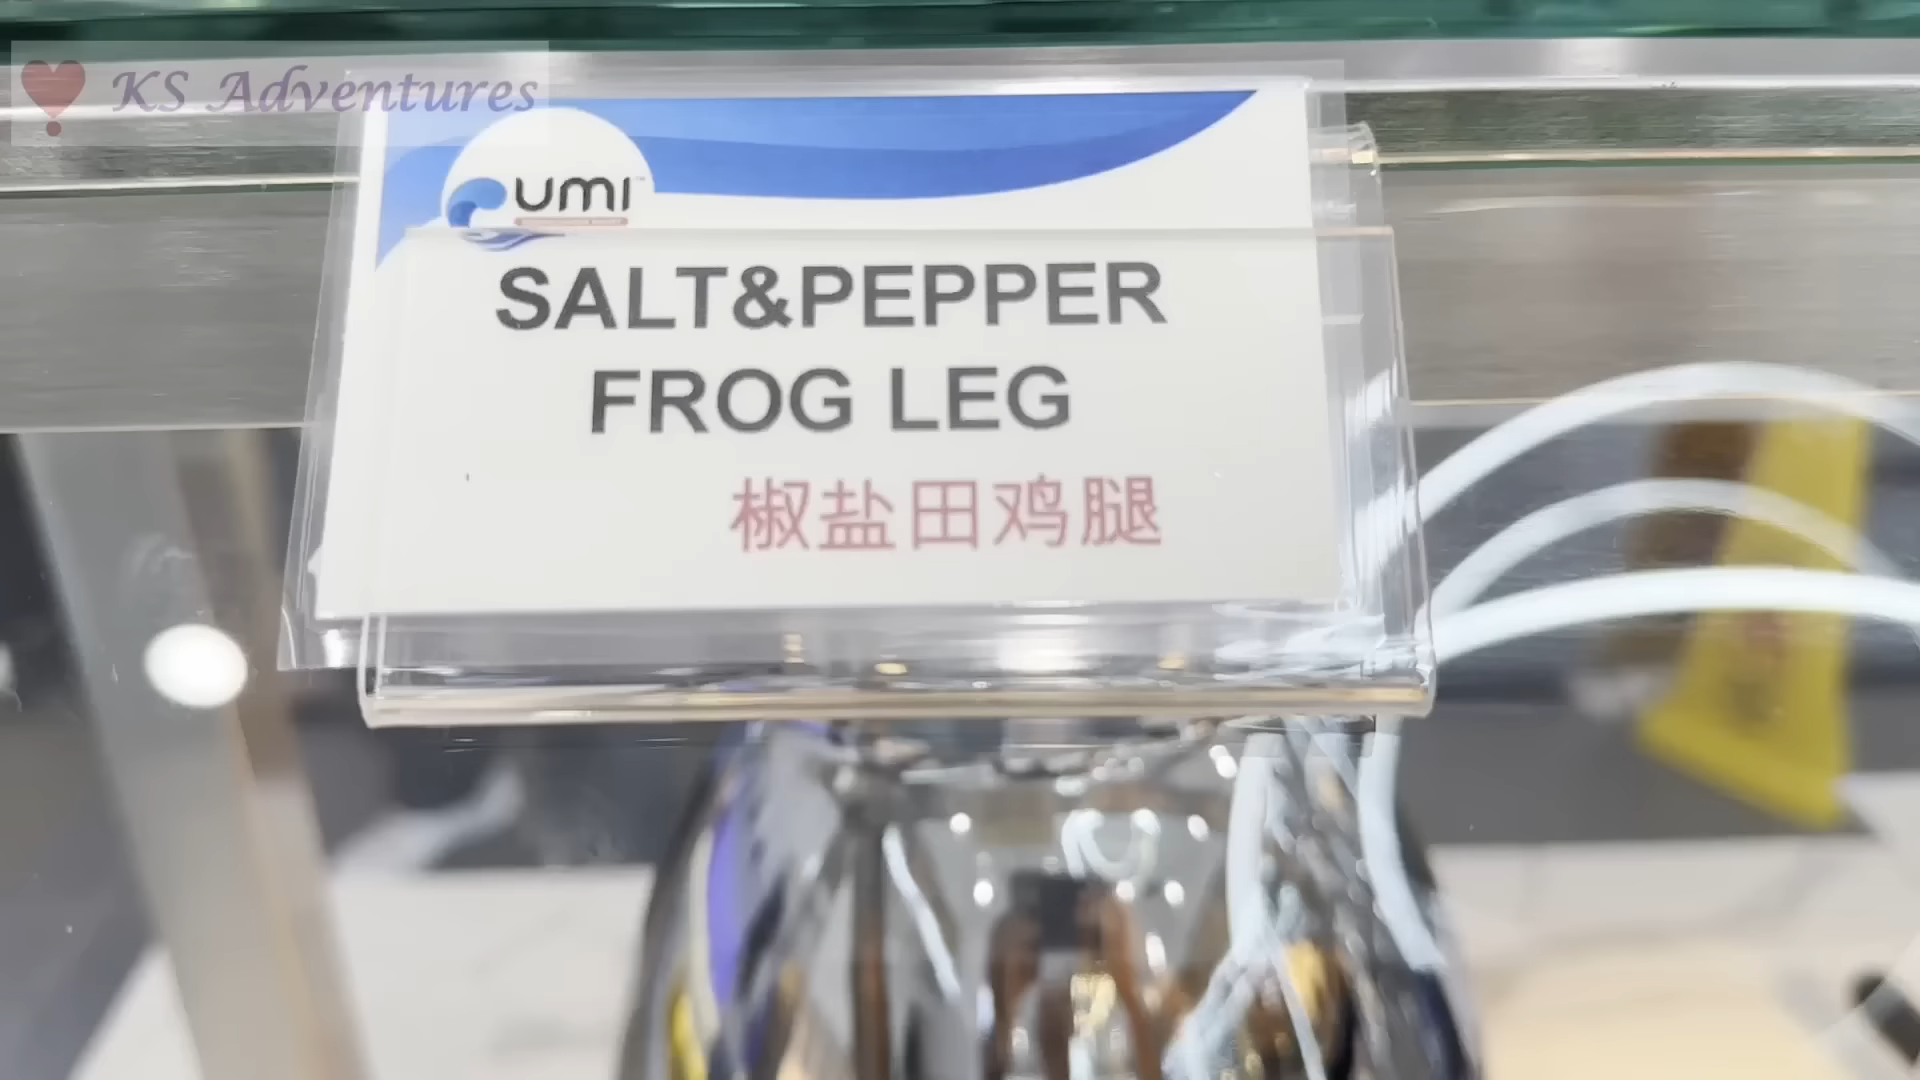 KS Adventures
umi
SALT&PEPPER
FROG LEG
椒盐田鸡腿